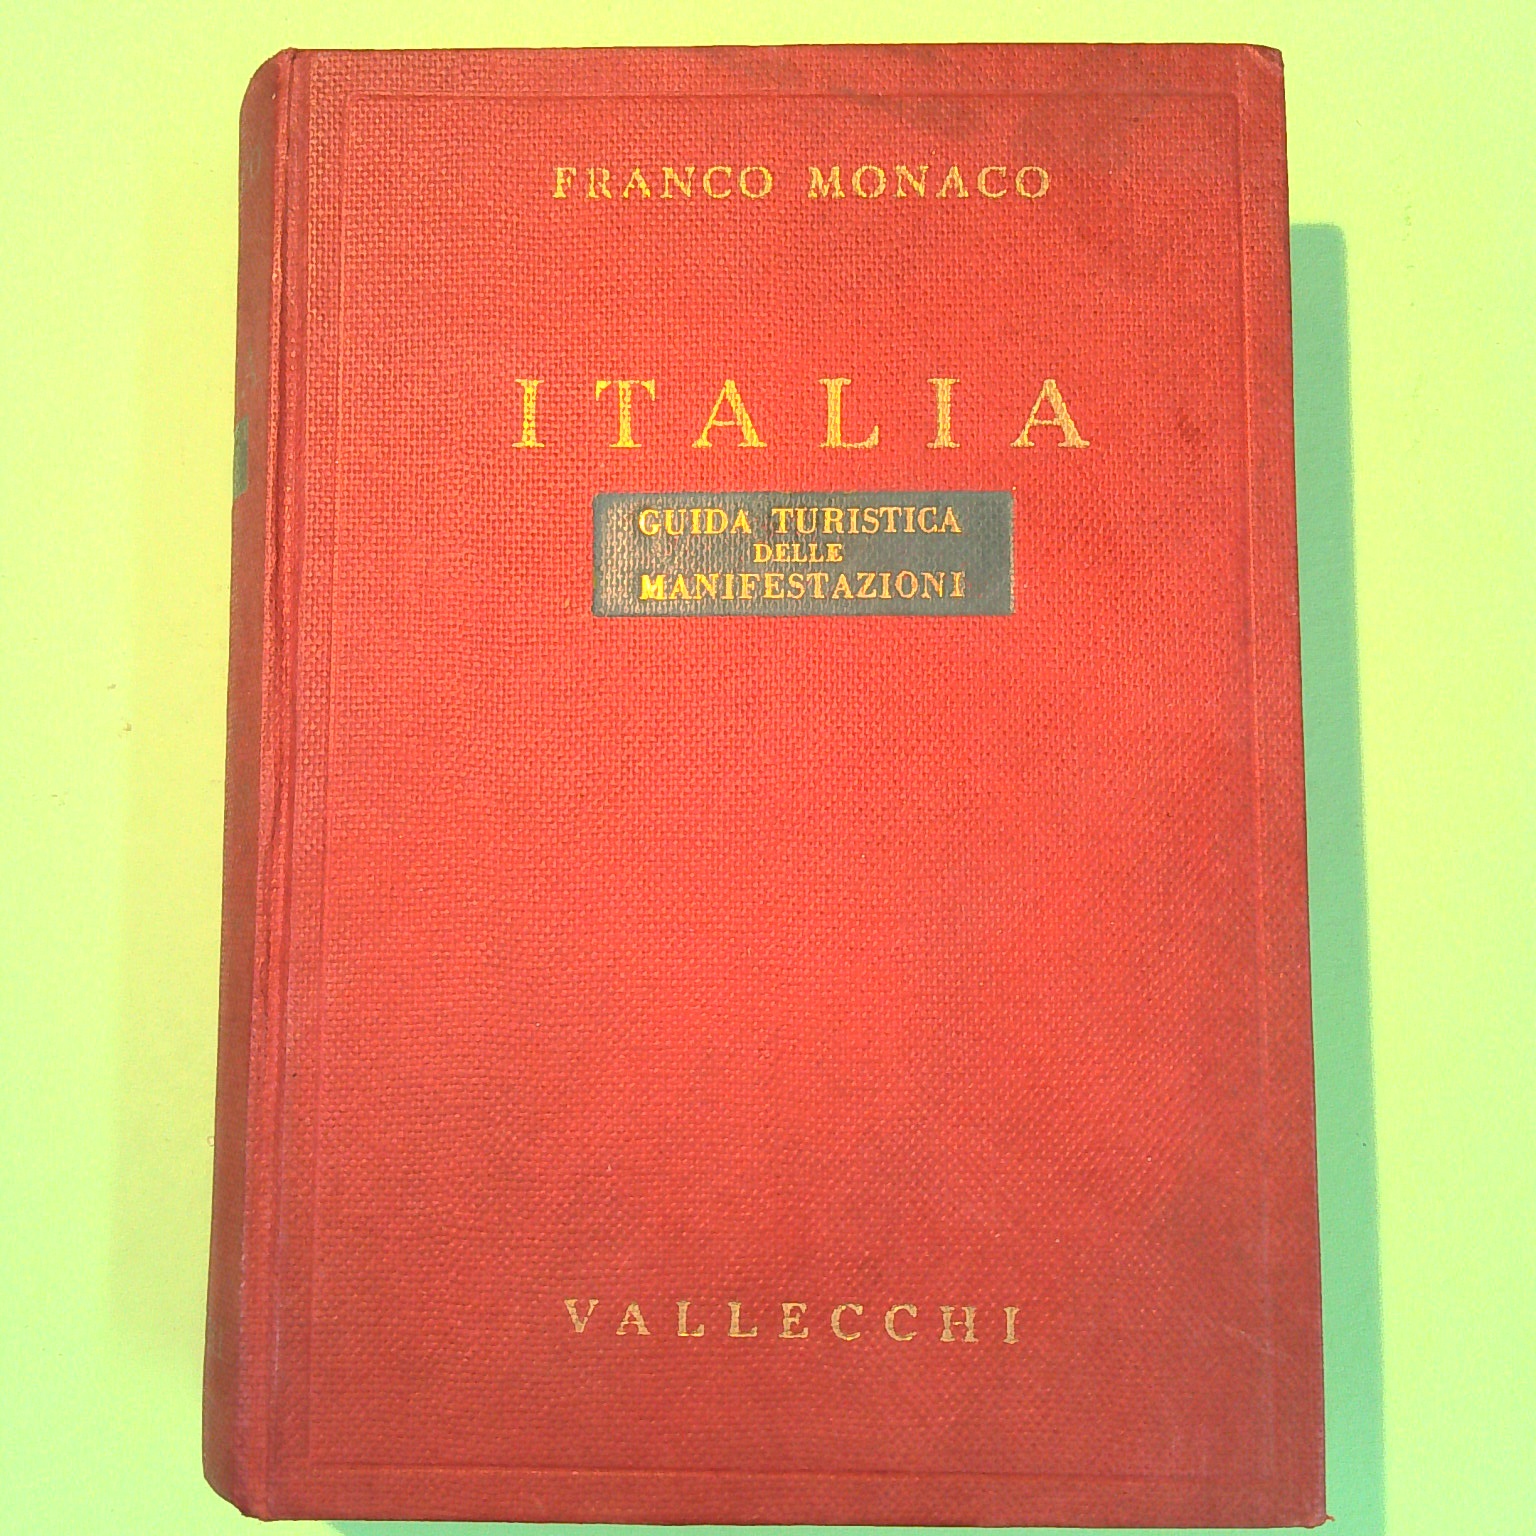 FRANCO MONACO
ITALIA
GUIDA TURISTICA
DELLE
MANIFESTAZIONI
VALLECCHI